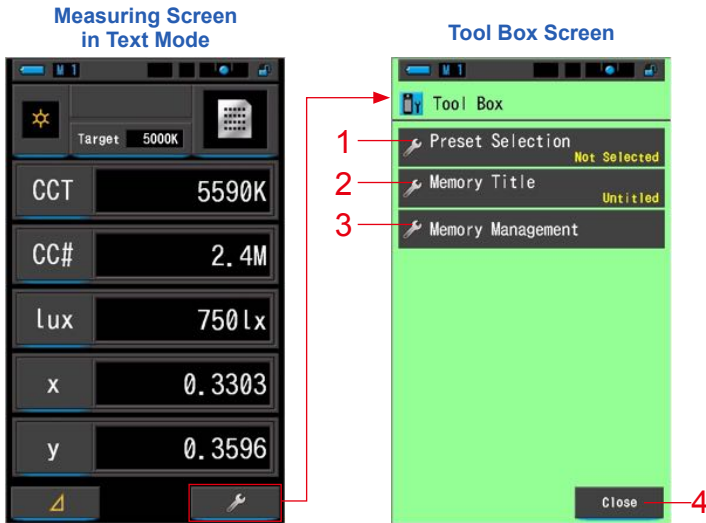 Measuring Screen
in Text Mode
M 1
Target 5000K
CCT 5590K
CC# 2.4M
lux 750lx
x 0.3303
y 0.3596
Tool Box Screen
M 1
Tool Box
1 Preset Selection
Not Selected
2 Memory Title
Untitled
3 Memory Management
Close 4